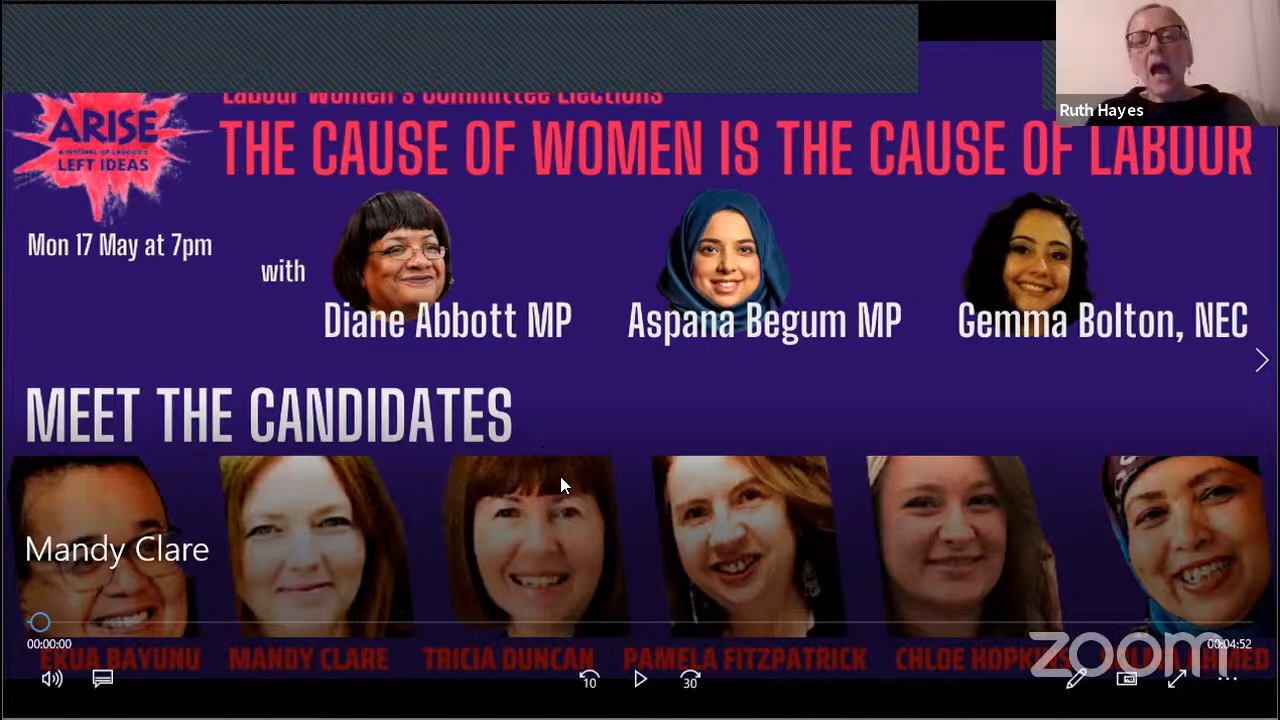 Ruth Hayes
Labour Women's Committee Elections
ARISE
A FESTIVAL OF LABOUR'S
LEFT IDEAS
THE CAUSE OF WOMEN IS THE CAUSE OF LABOUR
Mon 17 May at 7pm
with
Diane Abbott MP
Aspana Begum MP
Gemma Bolton, NEC
MEET THE CANDIDATES
Mandy Clare
00:00:00
00:04:52
EKUA BAYUNU
MANDY CLARE
TRICIA DUNCAN
PAMELA FITZPATRICK
CHLOE HOPKINS
zoom
10
30